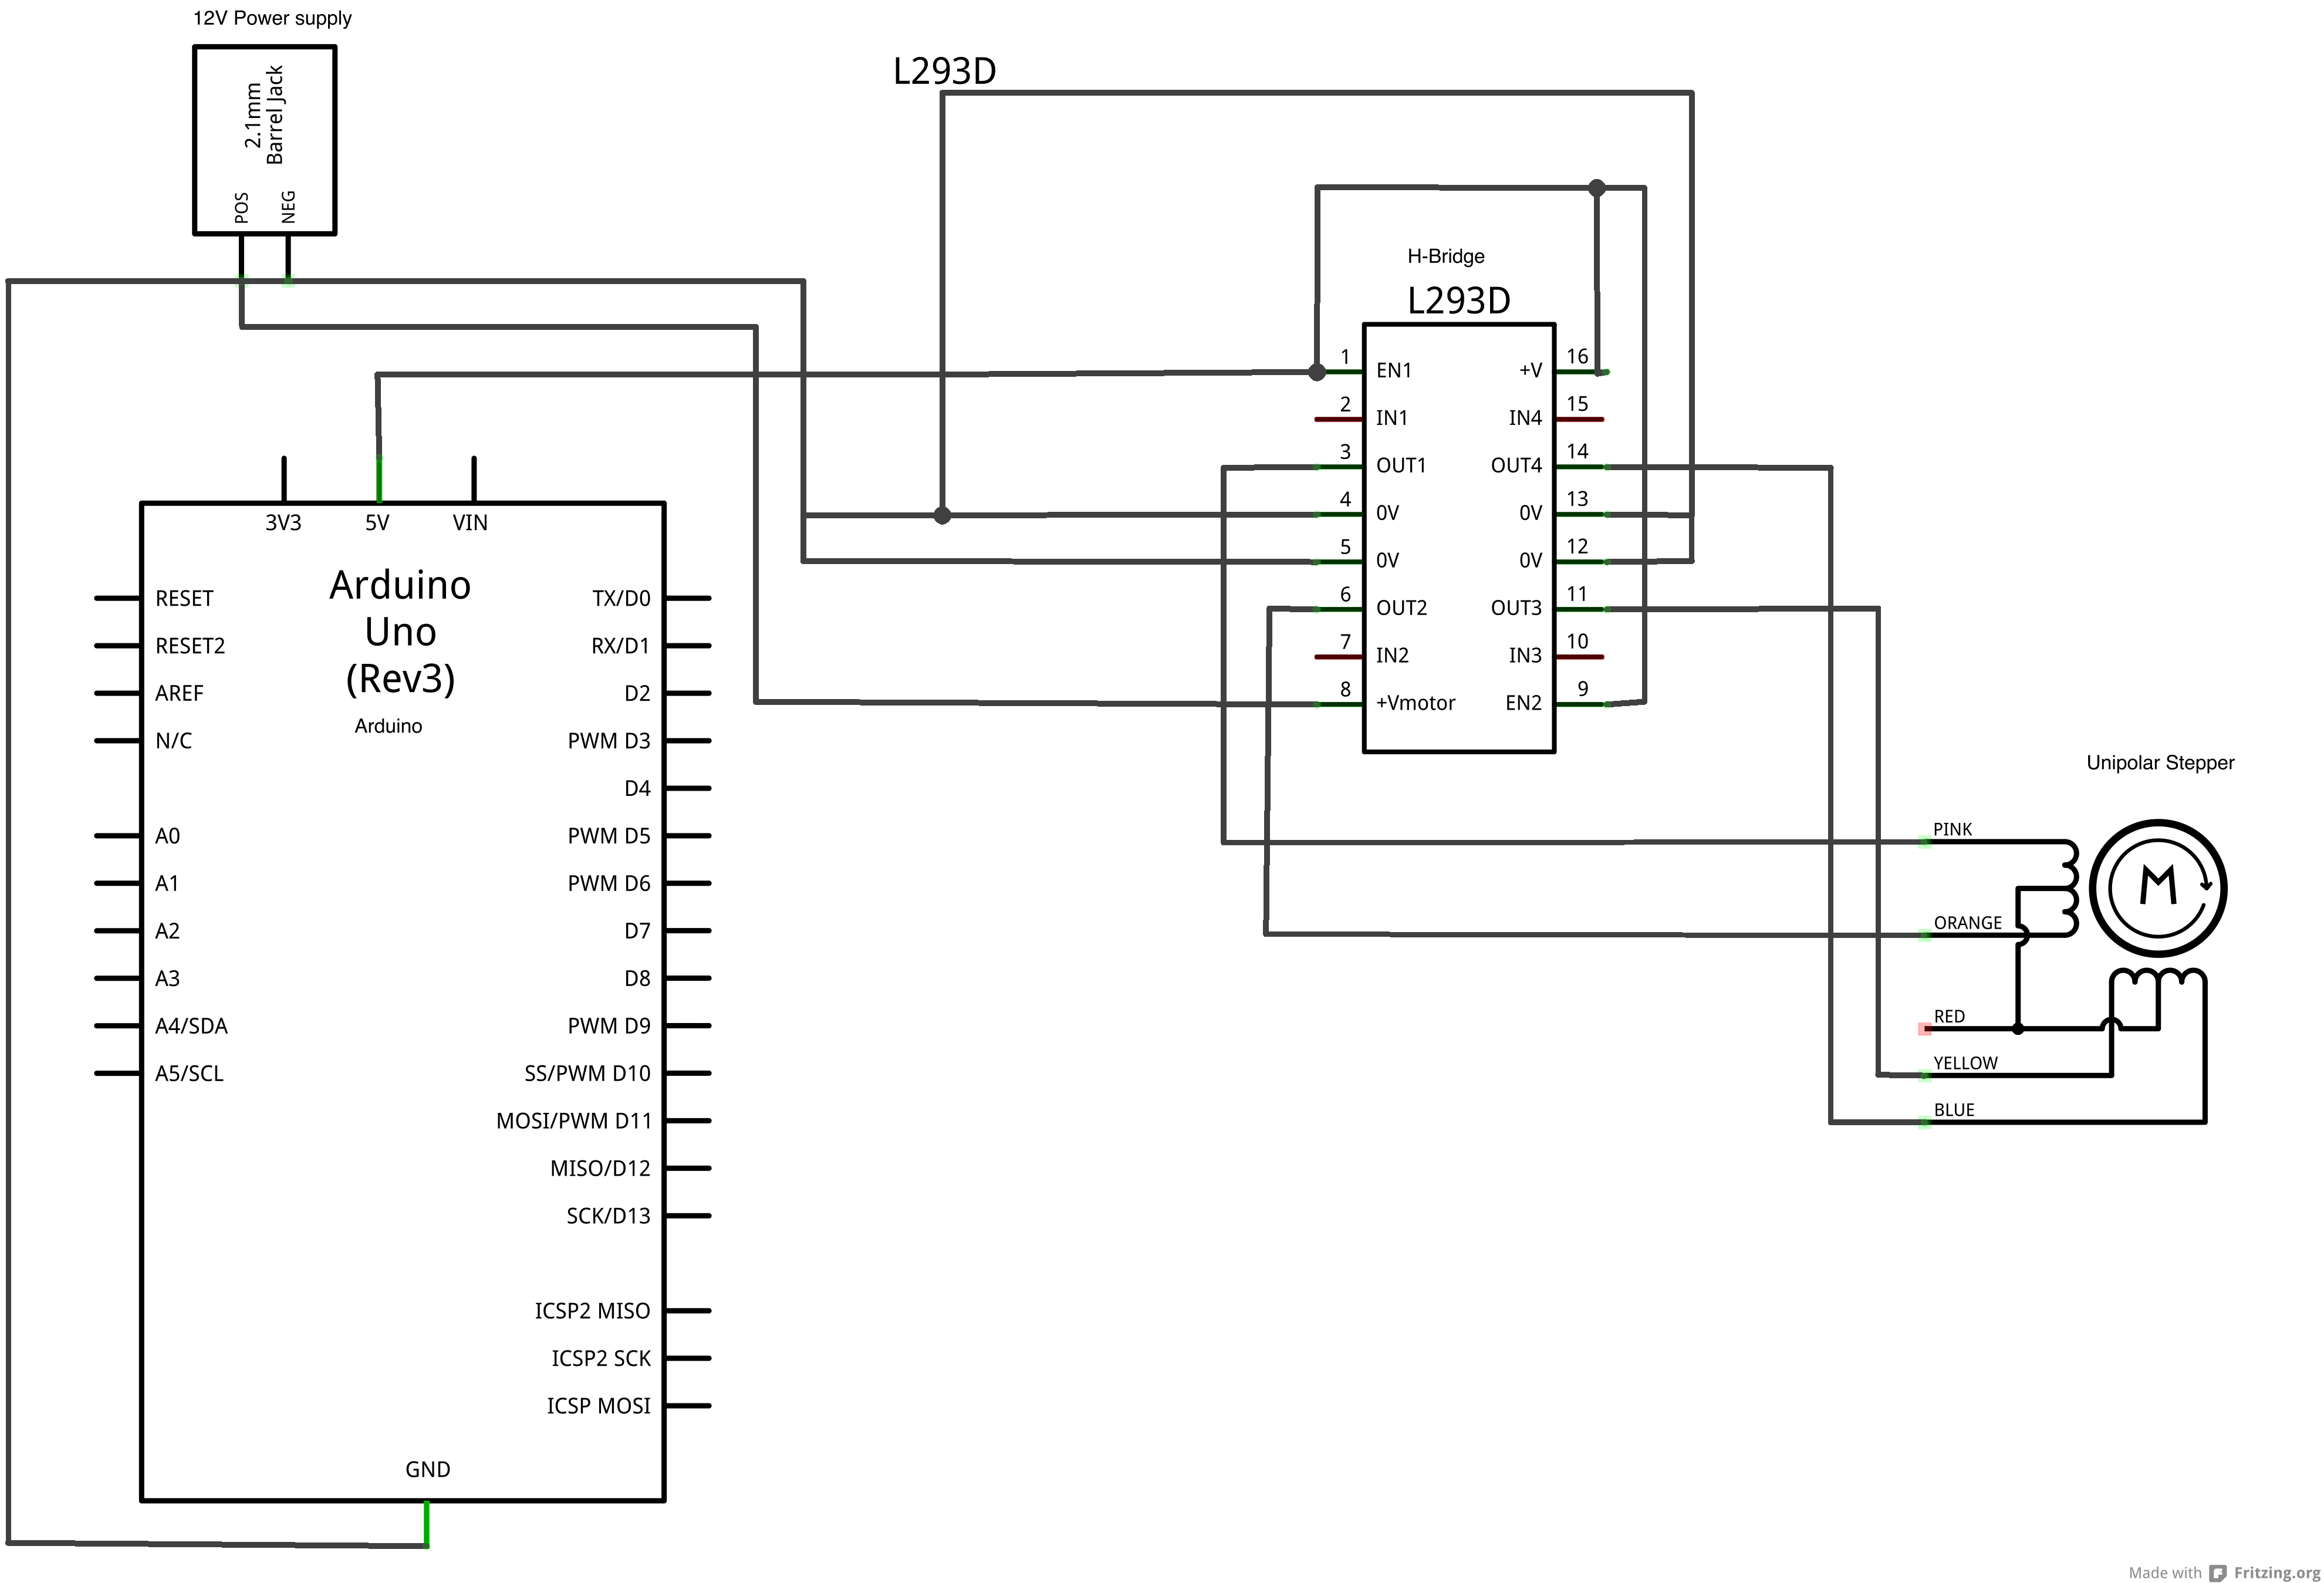 12V Power supply
2.1mm
Barrel Jack
POS
NEG
L293D
H-Bridge
L293D
1
EN1
2
IN1
3
OUT1
4
0V
5
0V
6
OUT2
7
IN2
8
+Vmotor
16
+V
15
IN4
14
OUT4
13
0V
12
0V
11
OUT3
10
IN3
9
EN2
3V3
5V
VIN
Arduino
Uno
(Rev3)
Arduino
RESET
RESET2
AREF
N/C
A0
A1
A2
A3
A4/SDA
A5/SCL
TX/D0
RX/D1
D2
PWM D3
D4
PWM D5
PWM D6
D7
D8
PWM D9
SS/PWM D10
MOSI/PWM D11
MISO/D12
SCK/D13
ICSP2 MISO
ICSP2 SCK
ICSP MOSI
GND
Unipolar Stepper
PINK
ORANGE
RED
YELLOW
BLUE
M
Made with Fritzing.org